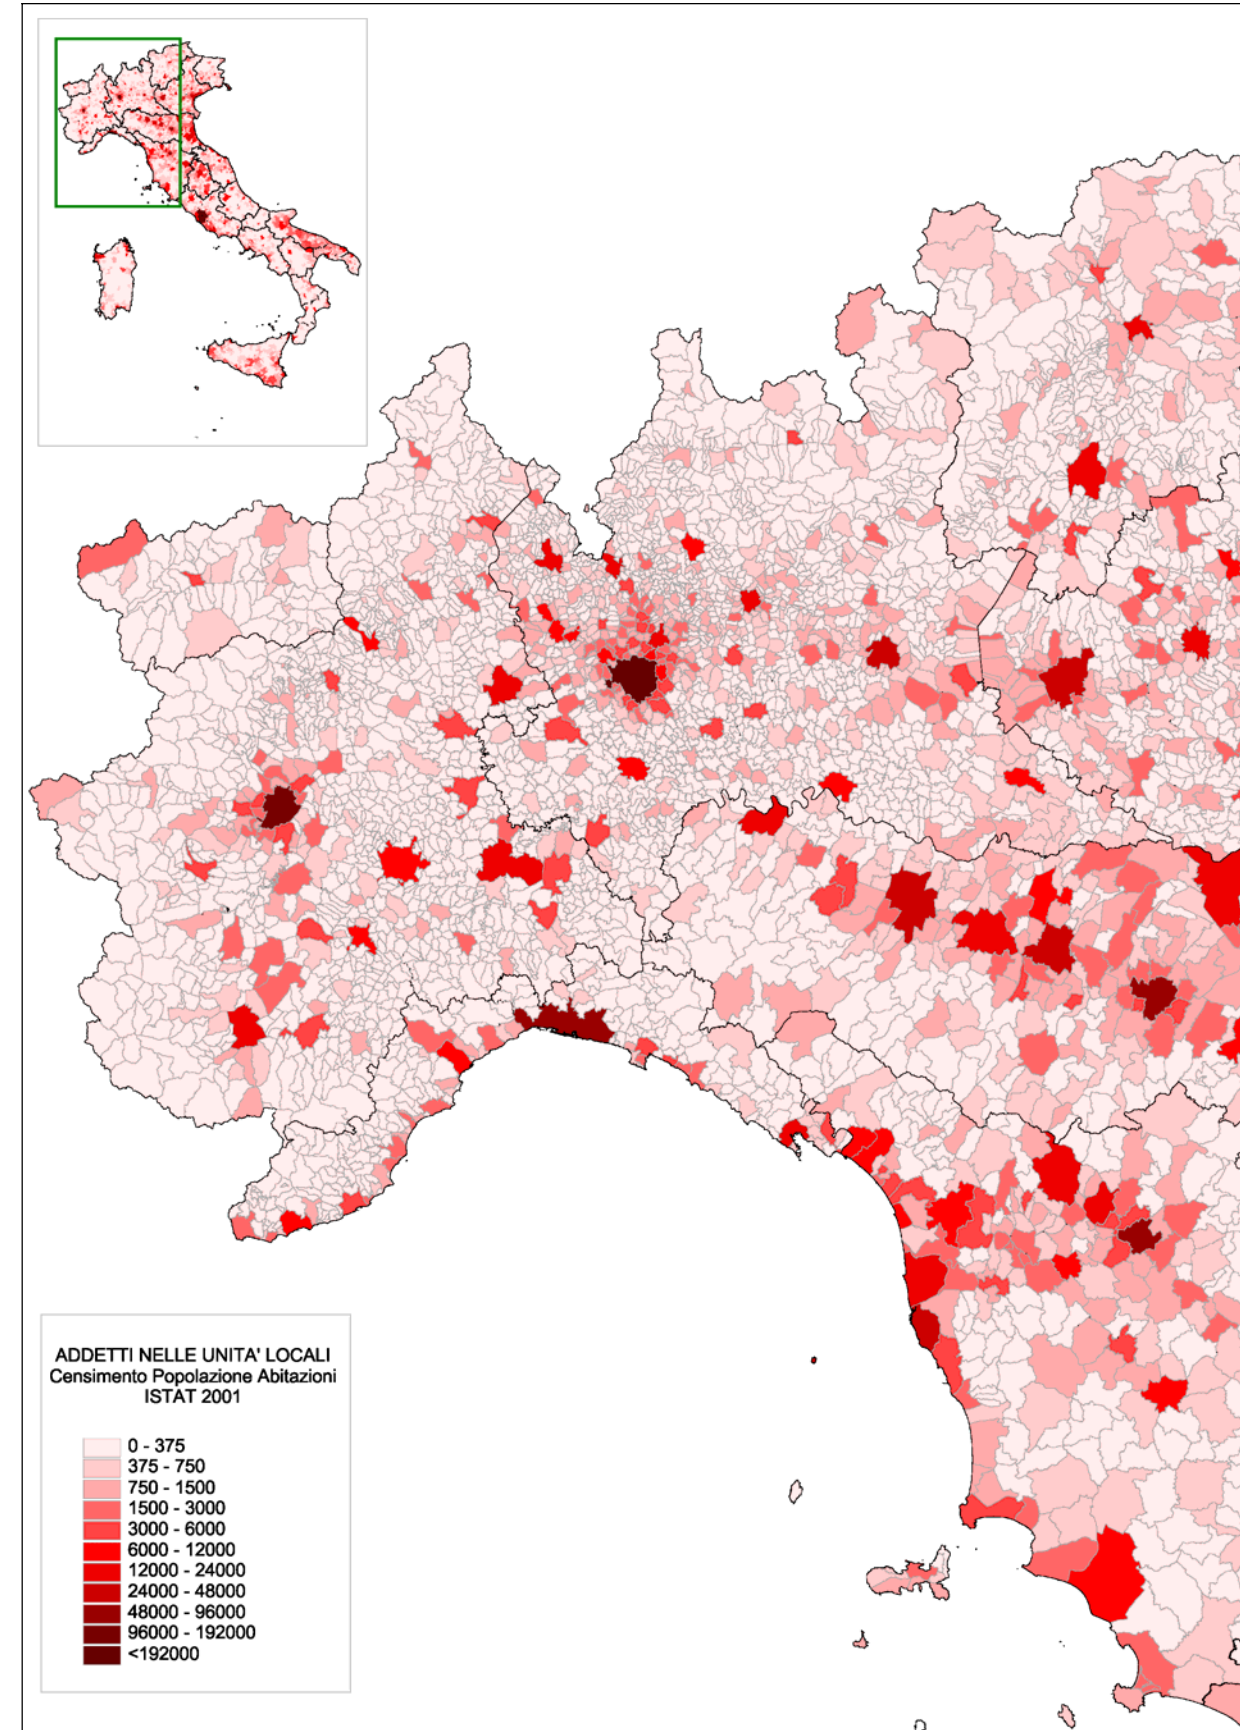 ADDETTI NELLE UNITA' LOCALI
Censimento Popolazione Abitazioni
ISTAT 2001
0 - 375
375 - 750
750 - 1500
1500 - 3000
3000 - 6000
6000 - 12000
12000 - 24000
24000 - 48000
48000 - 96000
96000 - 192000
<192000